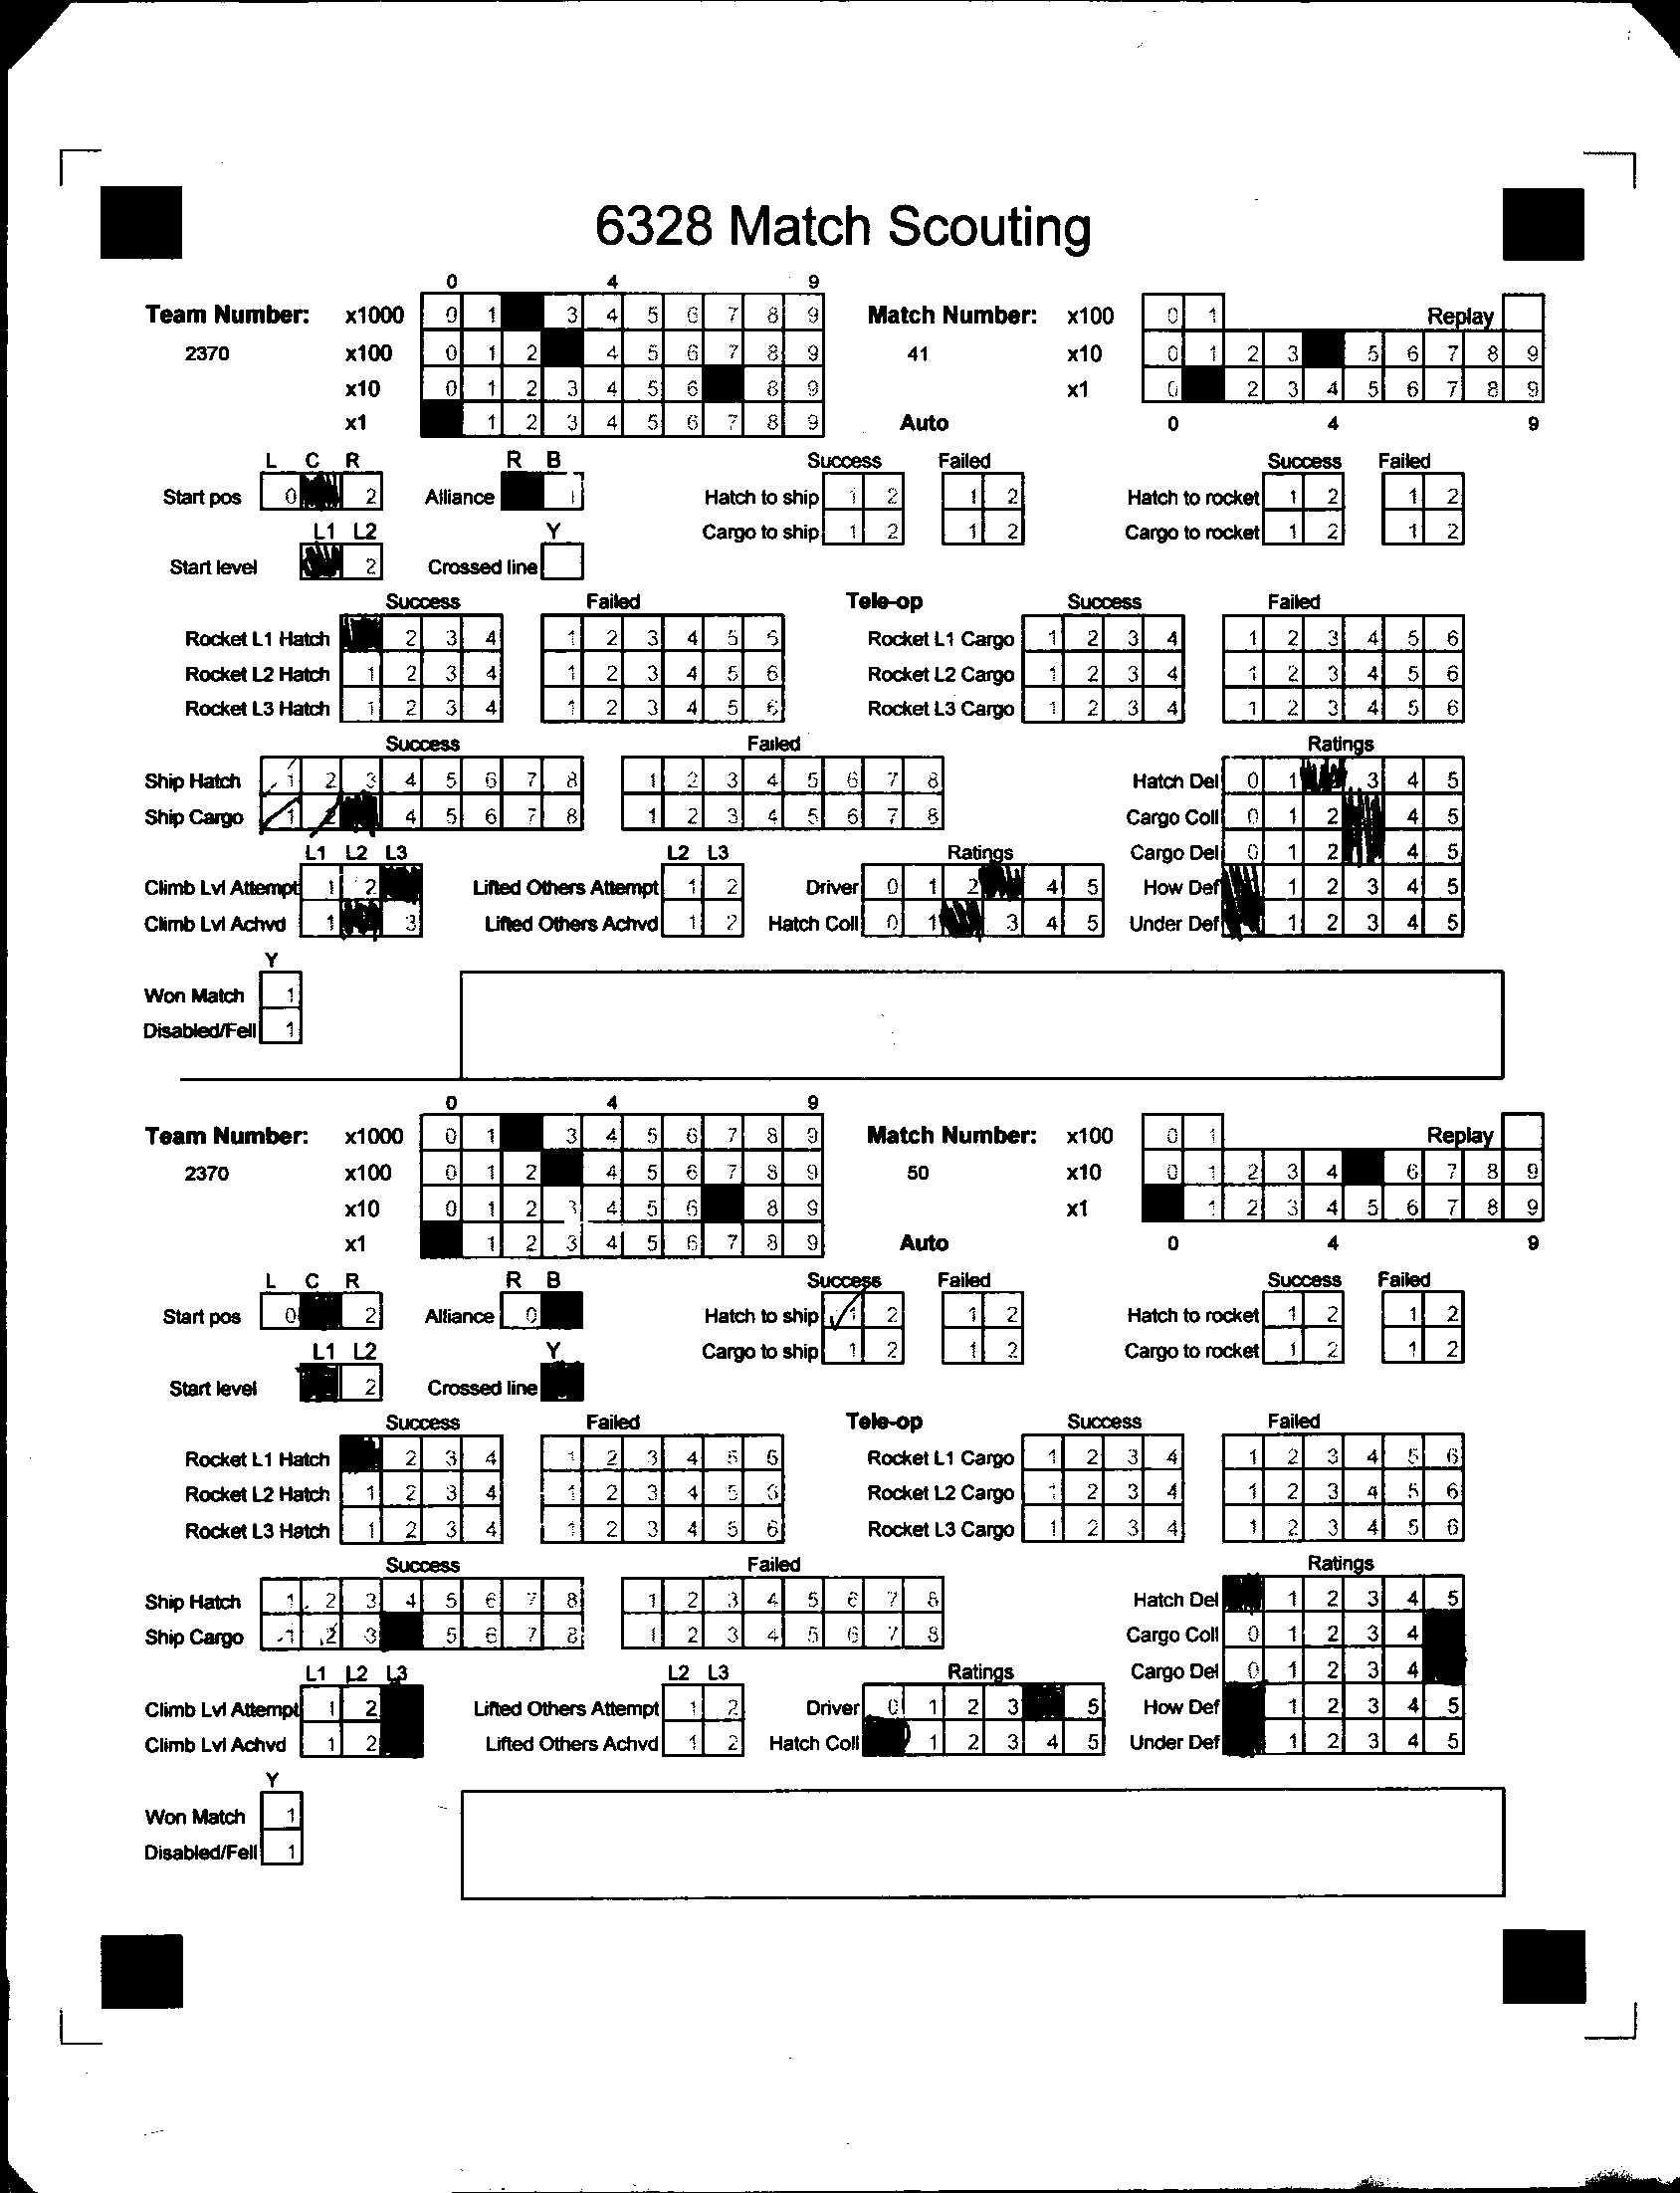 6328 Match Scouting
0 4 9
Team Number: x1000 0 1 3 4 5 6 7 8 9 Match Number: x100 0 1 Replay
2370 x100 0 1 2 4 5 6 7 8 9 41 x10 0 1 2 3 5 6 7 8 9
x10 0 1 2 3 4 5 6 8 9 x1 0 2 3 4 5 6 7 8 9
x1 1 2 3 4 5 6 7 8 9 Auto 0 4 9
L C R R B Success Failed Success Failed
Start pos 0 2 Alliance 1 Hatch to ship 1 2 1 2 Hatch to rocket 1 2 1 2
L1 L2 Y Cargo to ship 1 2 1 2 Cargo to rocket 1 2 1 2
Start level 2 Crossed line
Success Failed Tele-op Success Failed
Rocket L1 Hatch 2 3 4 1 2 3 4 5 6 Rocket L1 Cargo 1 2 3 4 1 2 3 4 5 6
Rocket L2 Hatch 1 2 3 4 1 2 3 4 5 6 Rocket L2 Cargo 1 2 3 4 1 2 3 4 5 6
Rocket L3 Hatch 1 2 3 4 1 2 3 4 5 6 Rocket L3 Cargo 1 2 3 4 1 2 3 4 5 6
Success Failed Ratings
Ship Hatch 1 2 3 4 5 6 7 8 1 2 3 4 5 6 7 8 Hatch Del 0 1 3 4 5
Ship Cargo 1 2 4 5 6 7 8 1 2 3 4 5 6 7 8 Cargo Coll 0 1 2 4 5
L1 L2 L3 L2 L3 Ratings Cargo Del 0 1 2 4 5
Climb Lvl Attempt 1 2 Lifted Others Attempt 1 2 Driver 0 1 2 4 5 How Def 1 2 3 4 5
Climb Lvl Achvd 1 3 Lifted Others Achvd 1 2 Hatch Coll 0 1 3 4 5 Under Def 1 2 3 4 5
Y
Won Match 1
Disabled/Fell 1
0 4 9
Team Number: x1000 0 1 3 4 5 6 7 8 9 Match Number: x100 0 1 Replay
2370 x100 0 1 2 4 5 6 7 8 9 50 x10 0 1 2 3 4 6 7 8 9
x10 0 1 2 3 4 5 6 8 9 x1 1 2 3 4 5 6 7 8 9
x1 1 2 3 4 5 6 7 8 9 Auto 0 4 9
L C R R B Success Failed Success Failed
Start pos 0 2 Alliance 0 Hatch to ship 1 2 1 2 Hatch to rocket 1 2 1 2
L1 L2 Y Cargo to ship 1 2 1 2 Cargo to rocket 1 2 1 2
Start level 2 Crossed line
Success Failed Tele-op Success Failed
Rocket L1 Hatch 2 3 4 1 2 3 4 5 6 Rocket L1 Cargo 1 2 3 4 1 2 3 4 5 6
Rocket L2 Hatch 1 2 3 4 1 2 3 4 5 6 Rocket L2 Cargo 1 2 3 4 1 2 3 4 5 6
Rocket L3 Hatch 1 2 3 4 1 2 3 4 5 6 Rocket L3 Cargo 1 2 3 4 1 2 3 4 5 6
Success Failed Ratings
Ship Hatch 1 2 3 4 5 6 7 8 1 2 3 4 5 6 7 8 Hatch Del 1 2 3 4 5
Ship Cargo 1 2 3 5 6 7 8 1 2 3 4 5 6 7 8 Cargo Coll 0 1 2 3 4
L1 L2 L3 L2 L3 Ratings Cargo Del 0 1 2 3 4
Climb Lvl Attempt 1 2 Lifted Others Attempt 1 2 Driver 0 1 2 3 5 How Def 1 2 3 4 5
Climb Lvl Achvd 1 2 Lifted Others Achvd 1 2 Hatch Coll 1 2 3 4 5 Under Def 1 2 3 4 5
Y
Won Match 1
Disabled/Fell 1